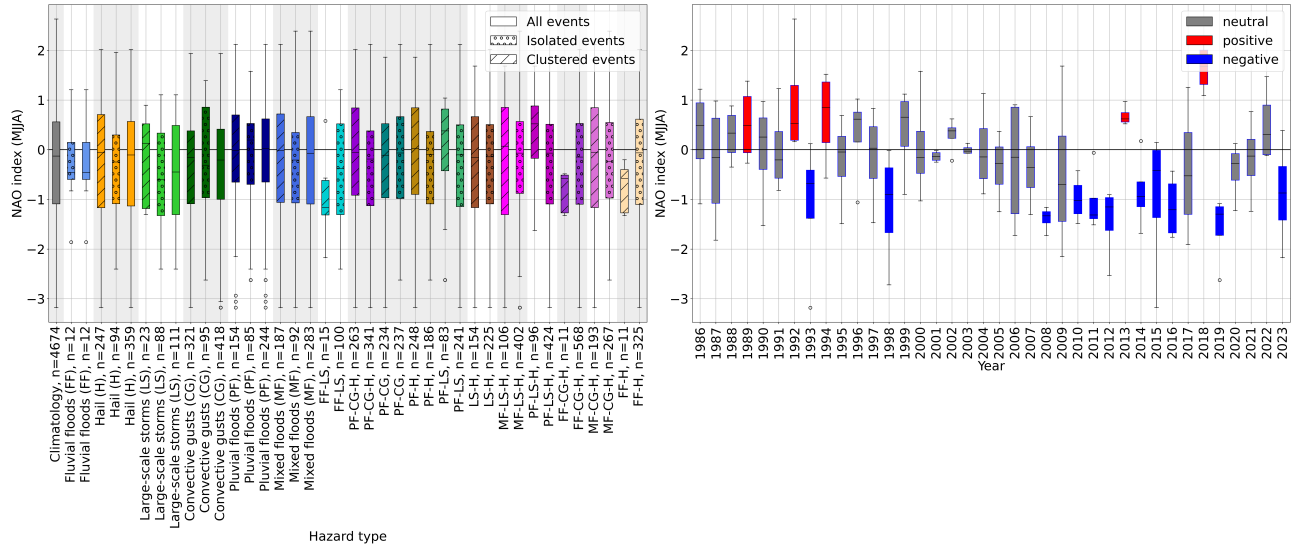 NAO index (MJJA)
2
1
0
−1
−2
−3
All events
Isolated events
Clustered events
Climatology, n=4674
Fluvial floods (FF), n=12
Fluvial floods (FF), n=12
Hail (H), n=247
Hail (H), n=94
Hail (H), n=359
Large-scale storms (LS), n=23
Large-scale storms (LS), n=88
Large-scale storms (LS), n=111
Convective gusts (CG), n=321
Convective gusts (CG), n=95
Convective gusts (CG), n=418
Pluvial floods (PF), n=154
Pluvial floods (PF), n=85
Pluvial floods (PF), n=244
Mixed floods (MF), n=187
Mixed floods (MF), n=92
Mixed floods (MF), n=283
FF-LS, n=15
FF-LS, n=100
PF-CG-H, n=263
PF-CG-H, n=341
PF-CG, n=234
PF-CG, n=237
PF-H, n=248
PF-H, n=186
PF-LS, n=83
PF-LS, n=241
LS-H, n=154
LS-H, n=225
MF-LS-H, n=106
MF-LS-H, n=402
PF-LS-H, n=96
PF-LS-H, n=424
FF-CG-H, n=11
FF-CG-H, n=568
MF-CG-H, n=193
MF-CG-H, n=267
FF-H, n=11
FF-H, n=325
Hazard type
NAO index (MJJA)
2
1
0
−1
−2
−3
neutral
positive
negative
1986
1987
1988
1989
1990
1991
1992
1993
1994
1995
1996
1997
1998
1999
2000
2001
2002
2003
2004
2005
2006
2007
2008
2009
2010
2011
2012
2013
2014
2015
2016
2017
2018
2019
2020
2021
2022
2023
Year